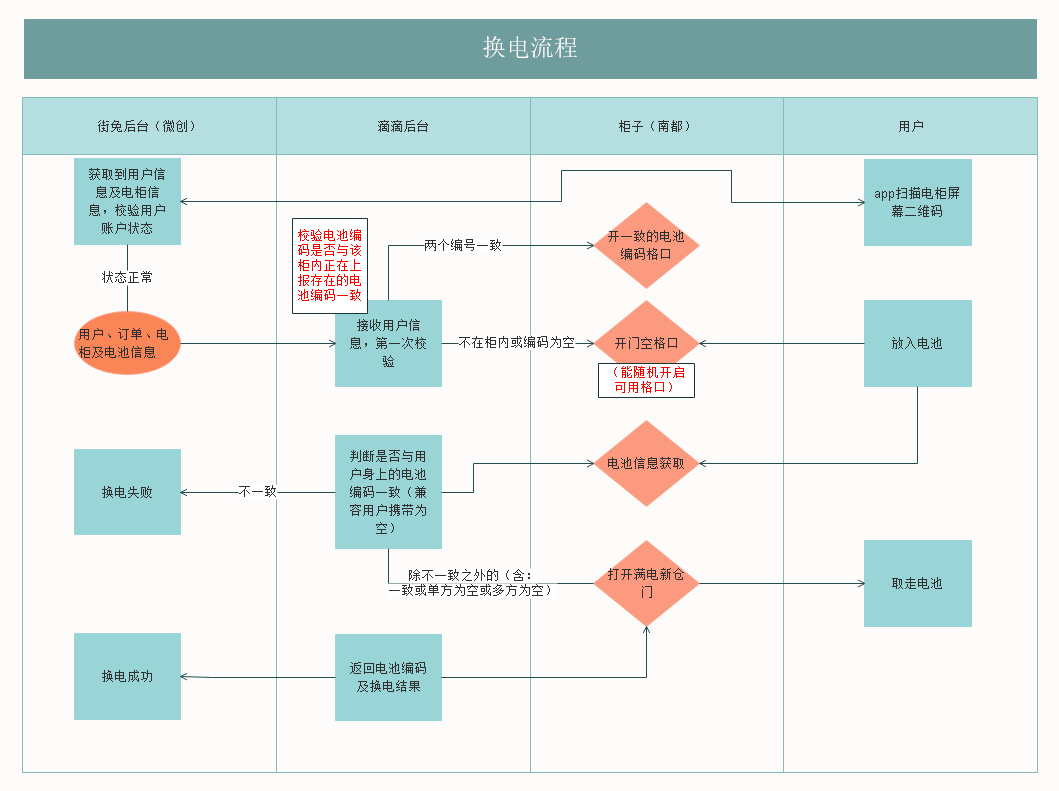 换电流程
街兔后台（微创）
滴滴后台
柜子（南都）
用户
获取到用户信
息及电柜信
息，校验用户
账户状态
app扫描电柜屏
幕二维码
校验电池编
码是否与该
柜内正在上
报存在的电
池编码一致
两个编号一致
开一致的电池
编码格口
状态正常
用户、订单、电
柜及电池信息
接收用户信
息，第一次校
验
不在柜内或编码为空
开门空格口
（能随机开启
可用格口）
放入电池
换电失败
不一致
判断是否与用
户身上的电池
编码一致（兼
容用户携带为
空）
电池信息获取
除不一致之外的（含：
一致或单方为空或多方为空）
打开满电新仓
门
取走电池
换电成功
返回电池编码
及换电结果